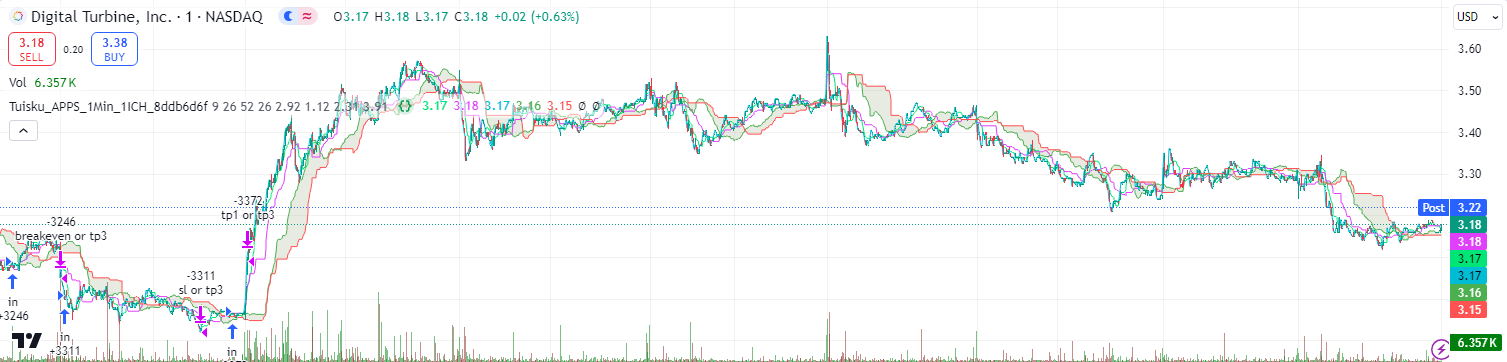 Digital Turbine, Inc. · 1 · NASDAQ O3.17 H3.18 L3.17 C3.18 +0.02 (+0.63%)
USD
3.18 SELL
0.20
3.38 BUY
Vol 6.357K
Tuisku_APPS_1Min_1ICH_8ddb6d6f 9 26 52 26 2.92 1.12 2.31 3.91 3.17 3.18 3.17 3.16 3.15 Ø Ø
3.60
3.50
3.40
3.30
Post 3.22
3.18
3.18
3.17
3.17
3.16
3.15
6.357K
-3372
tp1 or tp3
-3246
breakeven or tp3
-3311
sl or tp3
in
+3246
in
+3311
in